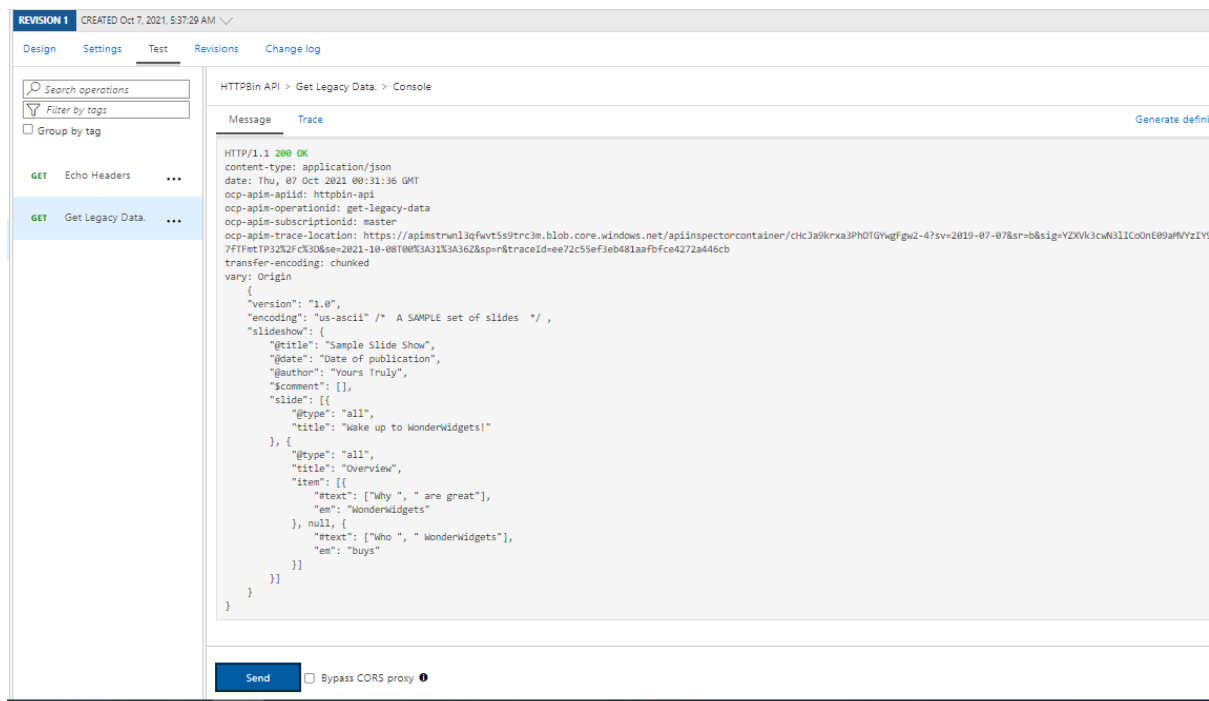 REVISION 1 CREATED Oct 7, 2021, 5:37:29 AM
Design Settings Test Revisions Change log
Search operations
Filter by tags
Group by tag
GET Echo Headers ...
GET Get Legacy Data. ...
HTTPBin API > Get Legacy Data. > Console
Message Trace Generate defini
HTTP/1.1 200 OK
content-type: application/json
date: Thu, 07 Oct 2021 00:31:36 GMT
ocp-apim-apiid: httpbin-api
ocp-apim-operationid: get-legacy-data
ocp-apim-subscriptionid: master
ocp-apim-trace-location: https://apimstrwnl3qfwvt5s9trc3m.blob.core.windows.net/apiinspectorcontainer/cHcJa9krxa3PhOTGYwgFgw2-4?sv=2019-07-07&sr=b&sig=YZXVk3cwN3lICoOnE09aMVYzIY9
7fTFmtTP32%2Fc%3D&se=2021-10-08T00%3A31%3A36Z&sp=r&traceId=ee72c55ef3eb481aafbfce4272a446cb
transfer-encoding: chunked
vary: Origin
{
"version": "1.0",
"encoding": "us-ascii" /* A SAMPLE set of slides */ ,
"slideshow": {
"@title": "Sample Slide Show",
"@date": "Date of publication",
"@author": "Yours Truly",
"$comment": [],
"slide": [{
"@type": "all",
"title": "Wake up to WonderWidgets!"
}, {
"@type": "all",
"title": "Overview",
"item": [{
"#text": ["Why ", " are great"],
"em": "WonderWidgets"
}, null, {
"#text": ["Who ", " WonderWidgets"],
"em": "buys"
}]
}]
}
}
Send Bypass CORS proxy